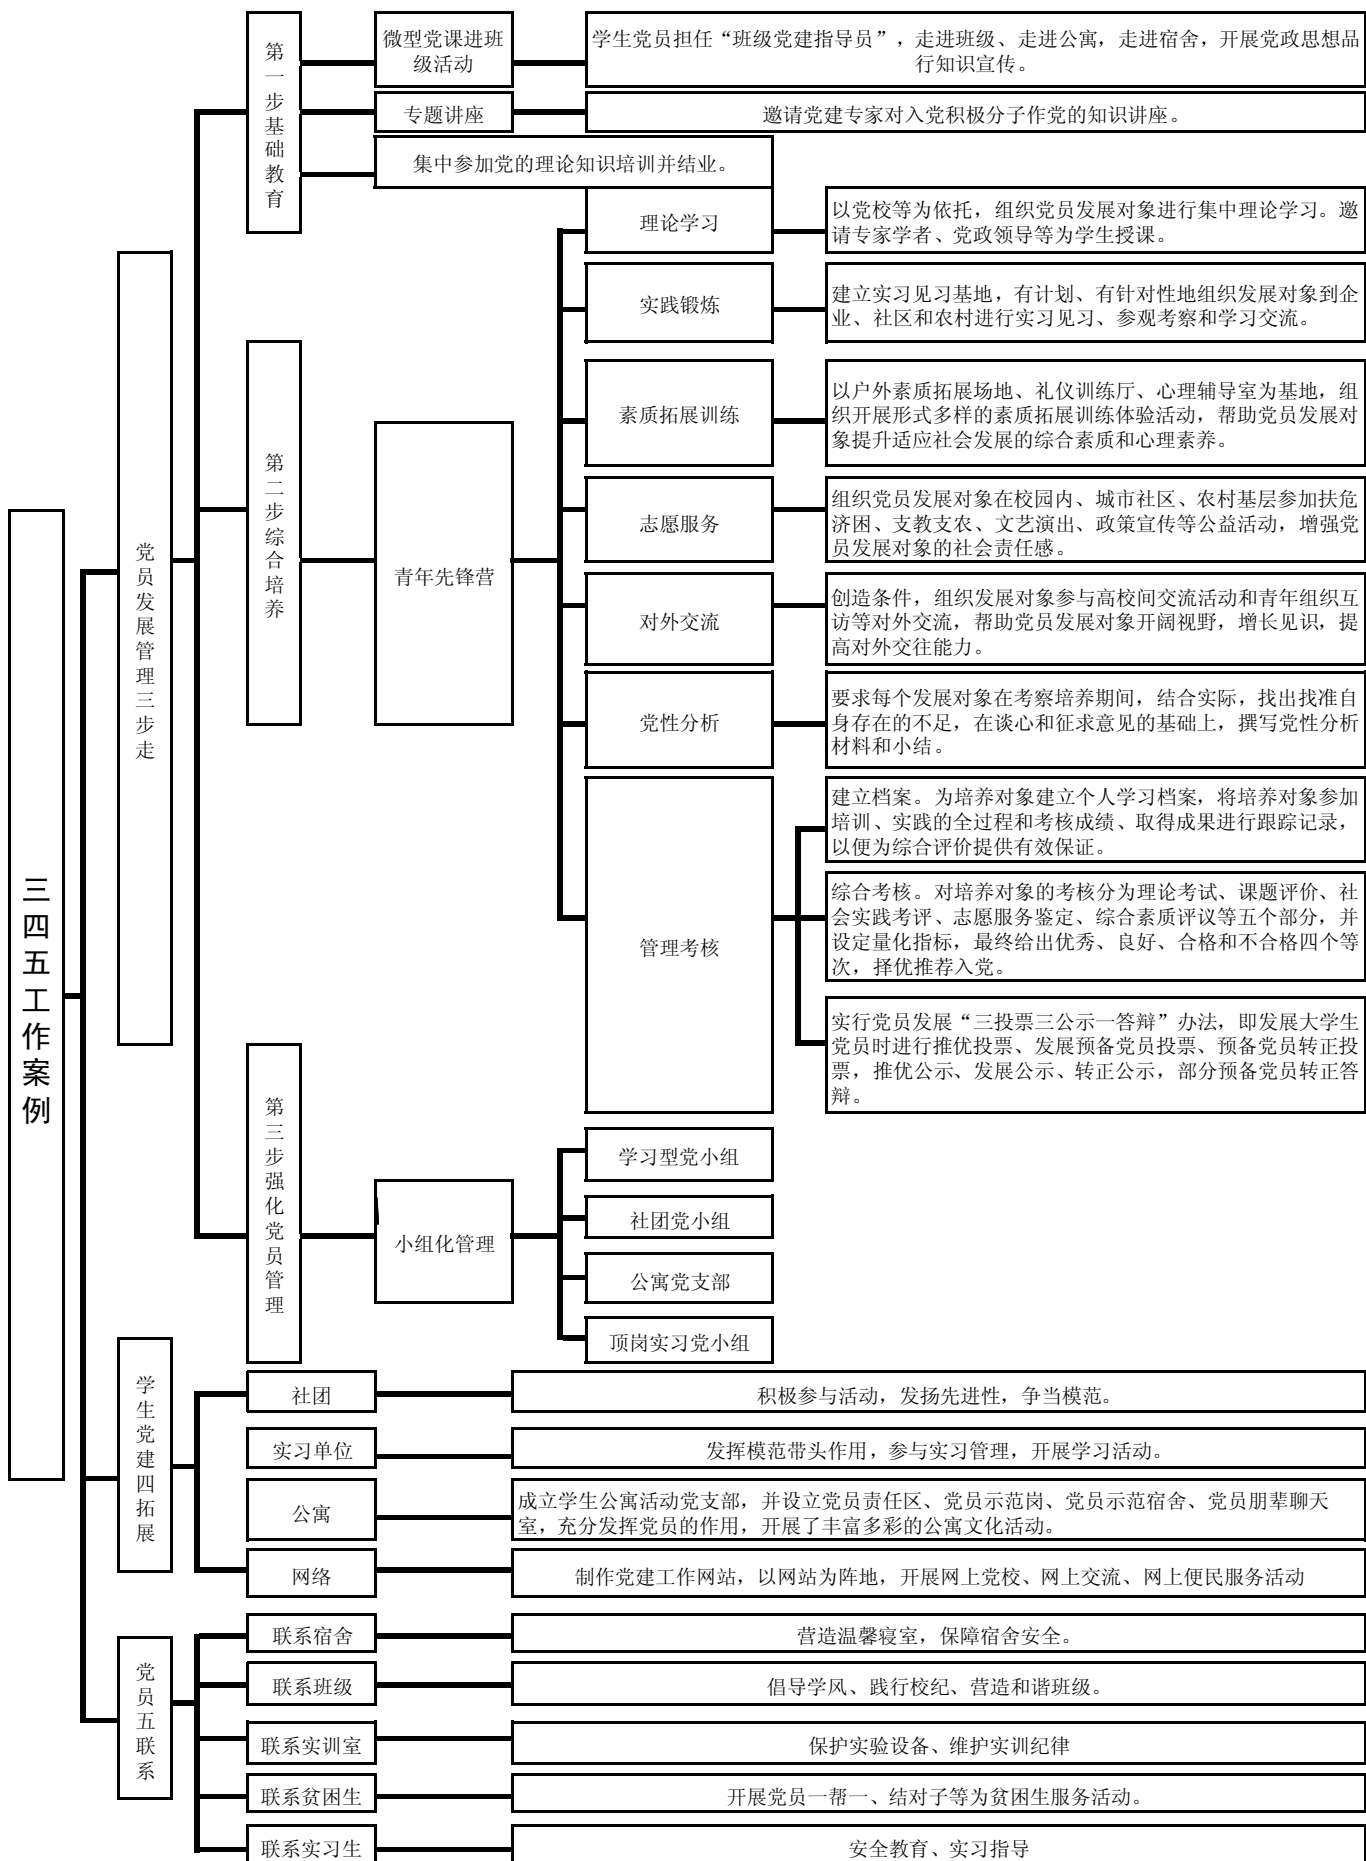 三四五工作案例
党员发展管理三步走
第一步基础教育
微型党课进班
级活动
学生党员担任“班级党建指导员”，走进班级、走进公寓，走进宿舍，开展党政思想品
行知识宣传。
专题讲座
邀请党建专家对入党积极分子作党的知识讲座。
集中参加党的理论知识培训并结业。
第二步综合培养
青年先锋营
理论学习
以党校等为依托，组织党员发展对象进行集中理论学习。邀
请专家学者、党政领导等为学生授课。
实践锻炼
建立实习见习基地，有计划、有针对性地组织发展对象到企
业、社区和农村进行实习见习、参观考察和学习交流。
素质拓展训练
以户外素质拓展场地、礼仪训练厅、心理辅导室为基地，组
织开展形式多样的素质拓展训练体验活动，帮助党员发展对
象提升适应社会发展的综合素质和心理素养。
志愿服务
组织党员发展对象在校园内、城市社区、农村基层参加扶危
济困、支教支农、文艺演出、政策宣传等公益活动，增强党
员发展对象的社会责任感。
对外交流
创造条件，组织发展对象参与高校间交流活动和青年组织互
访等对外交流，帮助党员发展对象开阔视野，增长见识，提
高对外交往能力。
党性分析
要求每个发展对象在考察培养期间，结合实际，找出找准自
身存在的不足，在谈心和征求意见的基础上，撰写党性分析
材料和小结。
管理考核
建立档案。为培养对象建立个人学习档案，将培养对象参加
培训、实践的全过程和考核成绩、取得成果进行跟踪记录，
以便为综合评价提供有效保证。
综合考核。对培养对象的考核分为理论考试、课题评价、社
会实践考评、志愿服务鉴定、综合素质评议等五个部分，并
设定量化指标，最终给出优秀、良好、合格和不合格四个等
次，择优推荐入党。
实行党员发展“三投票三公示一答辩”办法，即发展大学生
党员时进行推优投票、发展预备党员投票、预备党员转正投
票，推优公示、发展公示、转正公示，部分预备党员转正答
辩。
第三步强化党员管理
小组化管理
学习型党小组
社团党小组
公寓党支部
顶岗实习党小组
学生党建四拓展
社团
积极参与活动，发扬先进性，争当模范。
实习单位
发挥模范带头作用，参与实习管理，开展学习活动。
公寓
成立学生公寓活动党支部，并设立党员责任区、党员示范岗、党员示范宿舍、党员朋辈聊天
室，充分发挥党员的作用，开展了丰富多彩的公寓文化活动。
网络
制作党建工作网站，以网站为阵地，开展网上党校、网上交流、网上便民服务活动
党员五联系
联系宿舍
营造温馨寝室，保障宿舍安全。
联系班级
倡导学风、践行校纪、营造和谐班级。
联系实训室
保护实验设备、维护实训纪律
联系贫困生
开展党员一帮一、结对子等为贫困生服务活动。
联系实习生
安全教育、实习指导